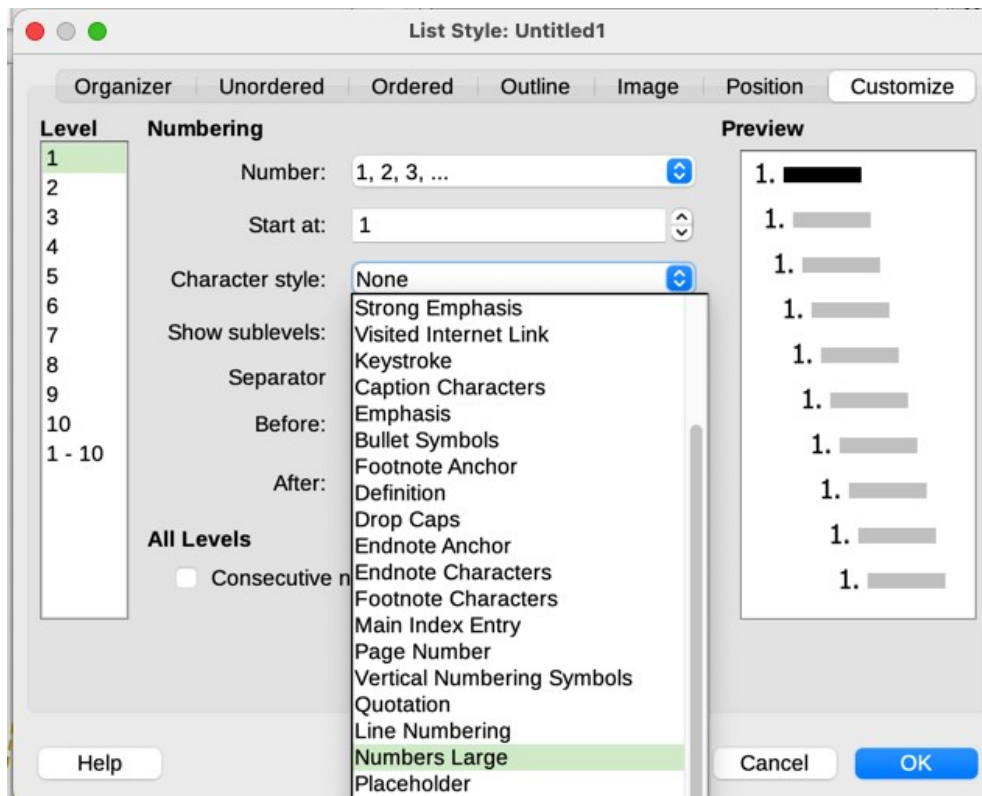 List Style: Untitled1
Organizer Unordered Ordered Outline Image Position Customize
Level
1
2
3
4
5
6
7
8
9
10
1 - 10
Numbering
Number: 1, 2, 3, ...
Start at: 1
Character style: None
Show sublevels:
Separator
Before:
After:
All Levels
Consecutive n
Strong Emphasis
Visited Internet Link
Keystroke
Caption Characters
Emphasis
Bullet Symbols
Footnote Anchor
Definition
Drop Caps
Endnote Anchor
Endnote Characters
Footnote Characters
Main Index Entry
Page Number
Vertical Numbering Symbols
Quotation
Line Numbering
Numbers Large
Placeholder
Preview
1.
1.
1.
1.
1.
1.
1.
1.
1.
1.
Help Cancel OK